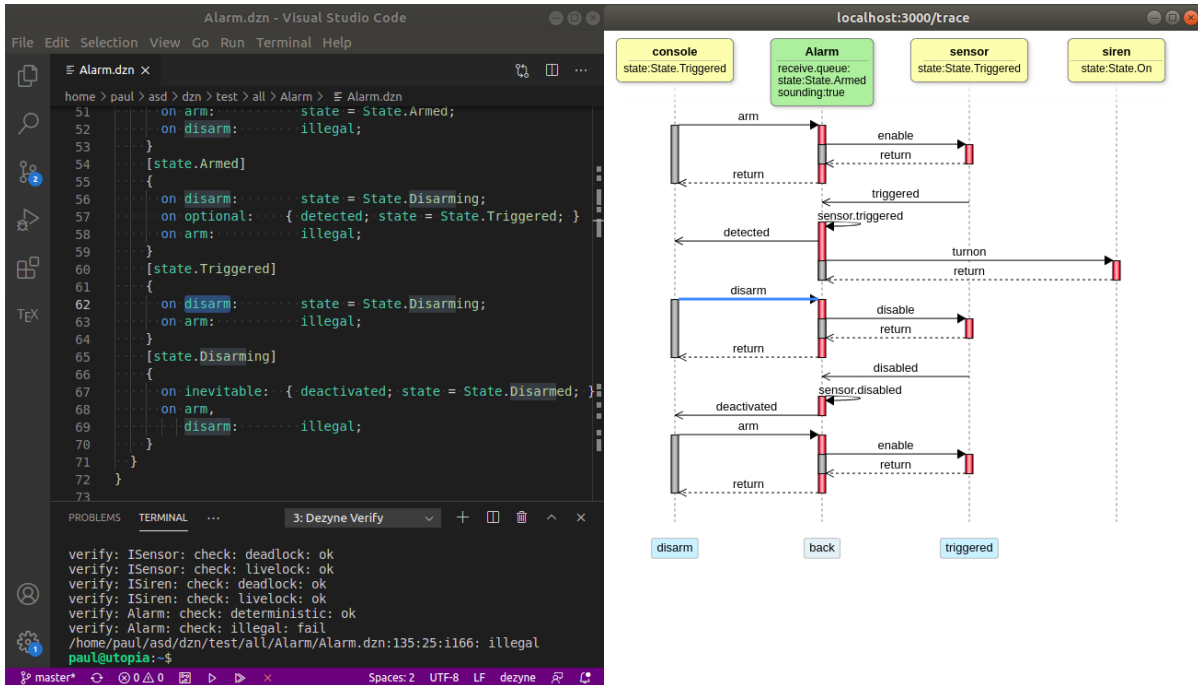 Alarm.dzn - Visual Studio Code
File Edit Selection View Go Run Terminal Help
Alarm.dzn ×
home > paul > asd > dzn > test > all > Alarm > Alarm.dzn
51 on arm: state = State.Armed;
52 on disarm: illegal;
53 }
54 [state.Armed]
55 {
56 on disarm: state = State.Disarming;
57 on optional: { detected; state = State.Triggered; }
58 on arm: illegal;
59 }
60 [state.Triggered]
61 {
62 on disarm: state = State.Disarming;
63 on arm: illegal;
64 }
65 [state.Disarming]
66 {
67 on inevitable: { deactivated; state = State.Disarmed; }
68 on arm,
69 disarm: illegal;
70 }
71 }
72 }
73
2
TEX
1
PROBLEMS TERMINAL ··· 3: Dezyne Verify
verify: ISensor: check: deadlock: ok
verify: ISensor: check: livelock: ok
verify: ISiren: check: deadlock: ok
verify: ISiren: check: livelock: ok
verify: Alarm: check: deterministic: ok
verify: Alarm: check: illegal: fail
/home/paul/asd/dzn/test/all/Alarm/Alarm.dzn:135:25:i166: illegal
paul@utopia:~$
master* 0 0 Spaces: 2 UTF-8 LF dezyne
localhost:3000/trace
console
state:State.Triggered
Alarm
receive.queue:
state:State.Armed
sounding:true
sensor
state:State.Triggered
siren
state:State.On
arm
enable
return
return
triggered
sensor.triggered
detected
turnon
return
disarm
disable
return
return
disabled
sensor.disabled
deactivated
arm
enable
return
return
disarm back triggered